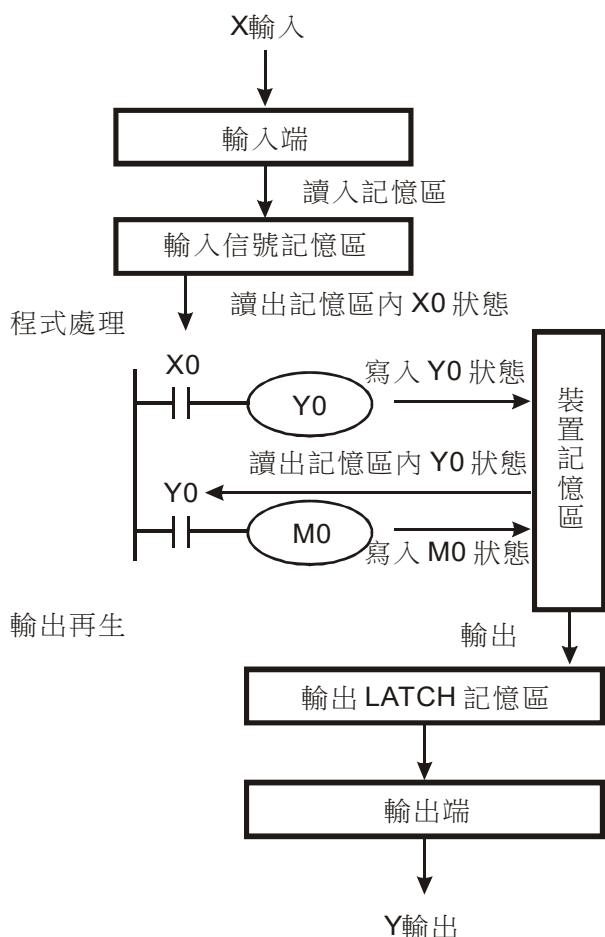 X輸入
輸入端
讀入記憶區
輸入信號記憶區
讀出記憶區內 X0 狀態
程式處理
X0
Y0
寫入 Y0 狀態
裝置記憶區
讀出記憶區內 Y0 狀態
Y0
M0
寫入 M0 狀態
輸出再生
輸出
輸出 LATCH 記憶區
輸出端
Y輸出